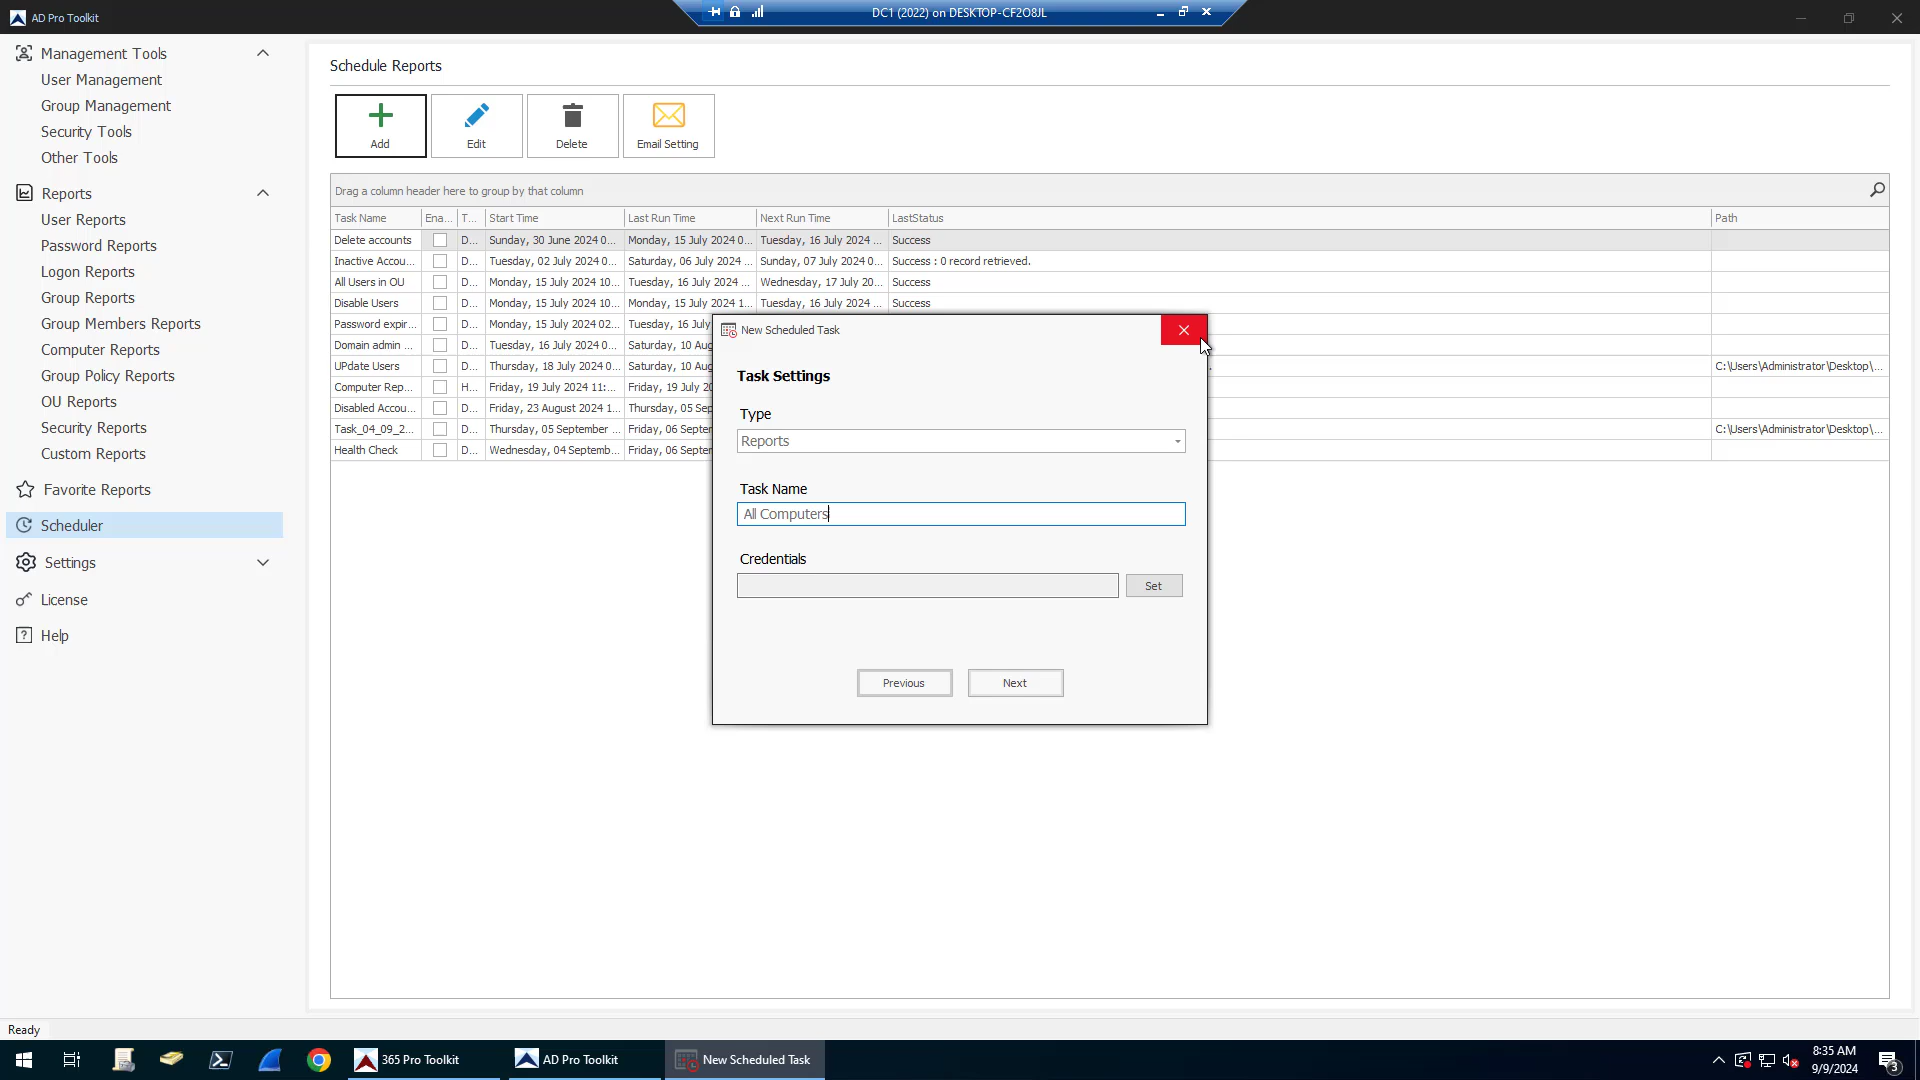 AD Pro Toolkit
DC1 (2022) on DESKTOP-CF2O8JL
Management Tools
User Management
Group Management
Security Tools
Other Tools
Reports
User Reports
Password Reports
Logon Reports
Group Reports
Group Members Reports
Computer Reports
Group Policy Reports
OU Reports
Security Reports
Custom Reports
Favorite Reports
Scheduler
Settings
License
Help
Schedule Reports
Add Edit Delete Email Setting
Drag a column header here to group by that column
Task Name Ena... T... Start Time Last Run Time Next Run Time LastStatus Path
Delete accounts D... Sunday, 30 June 2024 0... Monday, 15 July 2024 0... Tuesday, 16 July 2024 ... Success
Inactive Accou... D... Tuesday, 02 July 2024 0... Saturday, 06 July 2024 ... Sunday, 07 July 2024 0... Success : 0 record retrieved.
All Users in OU D... Monday, 15 July 2024 10... Tuesday, 16 July 2024 ... Wednesday, 17 July 20... Success
Disable Users D... Monday, 15 July 2024 10... Monday, 15 July 2024 1... Tuesday, 16 July 2024 ... Success
Password expir... D... Monday, 15 July 2024 02... Tuesday, 16 July
Domain admin ... D... Tuesday, 16 July 2024 0... Saturday, 10 Aug
UPdate Users D... Thursday, 18 July 2024 0... Saturday, 10 Aug C:\Users\Administrator\Desktop\...
Computer Rep... H... Friday, 19 July 2024 11:... Friday, 19 July 20
Disabled Accou... D... Friday, 23 August 2024 1... Thursday, 05 Sep
Task_04_09_2... D... Thursday, 05 September ... Friday, 06 Septer C:\Users\Administrator\Desktop\...
Health Check D... Wednesday, 04 Septemb... Friday, 06 Septer
New Scheduled Task
Task Settings
Type
Reports
Task Name
All Computers
Credentials
Set
Previous Next
Ready
365 Pro Toolkit AD Pro Toolkit New Scheduled Task
8:35 AM
9/9/2024
3